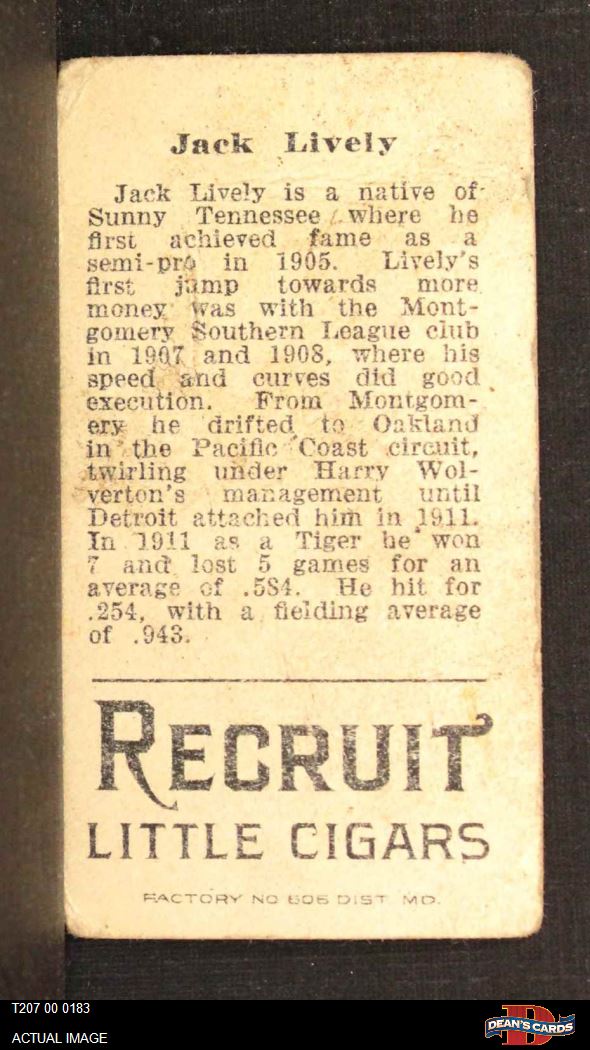 Jack Lively
Jack Lively is a native of
Sunny Tennessee where he
first achieved fame as a
semi-pro in 1905. Lively's
first jump towards more
money was with the Mont-
gomery Southern League club
in 1907 and 1908, where his
speed and curves did good
execution. From Montgom-
ery he drifted to Oakland
in the Pacific Coast circuit,
twirling under Harry Wol-
verton's management until
Detroit attached him in 1911.
In 1911 as a Tiger he won
7 and lost 5 games for an
average of .584. He hit for
.254, with a fielding average
of .943.
RECRUIT
LITTLE CIGARS
FACTORY NO 606 DIST. MD.
T207 00 0183
ACTUAL IMAGE
D
DEAN'S CARDS